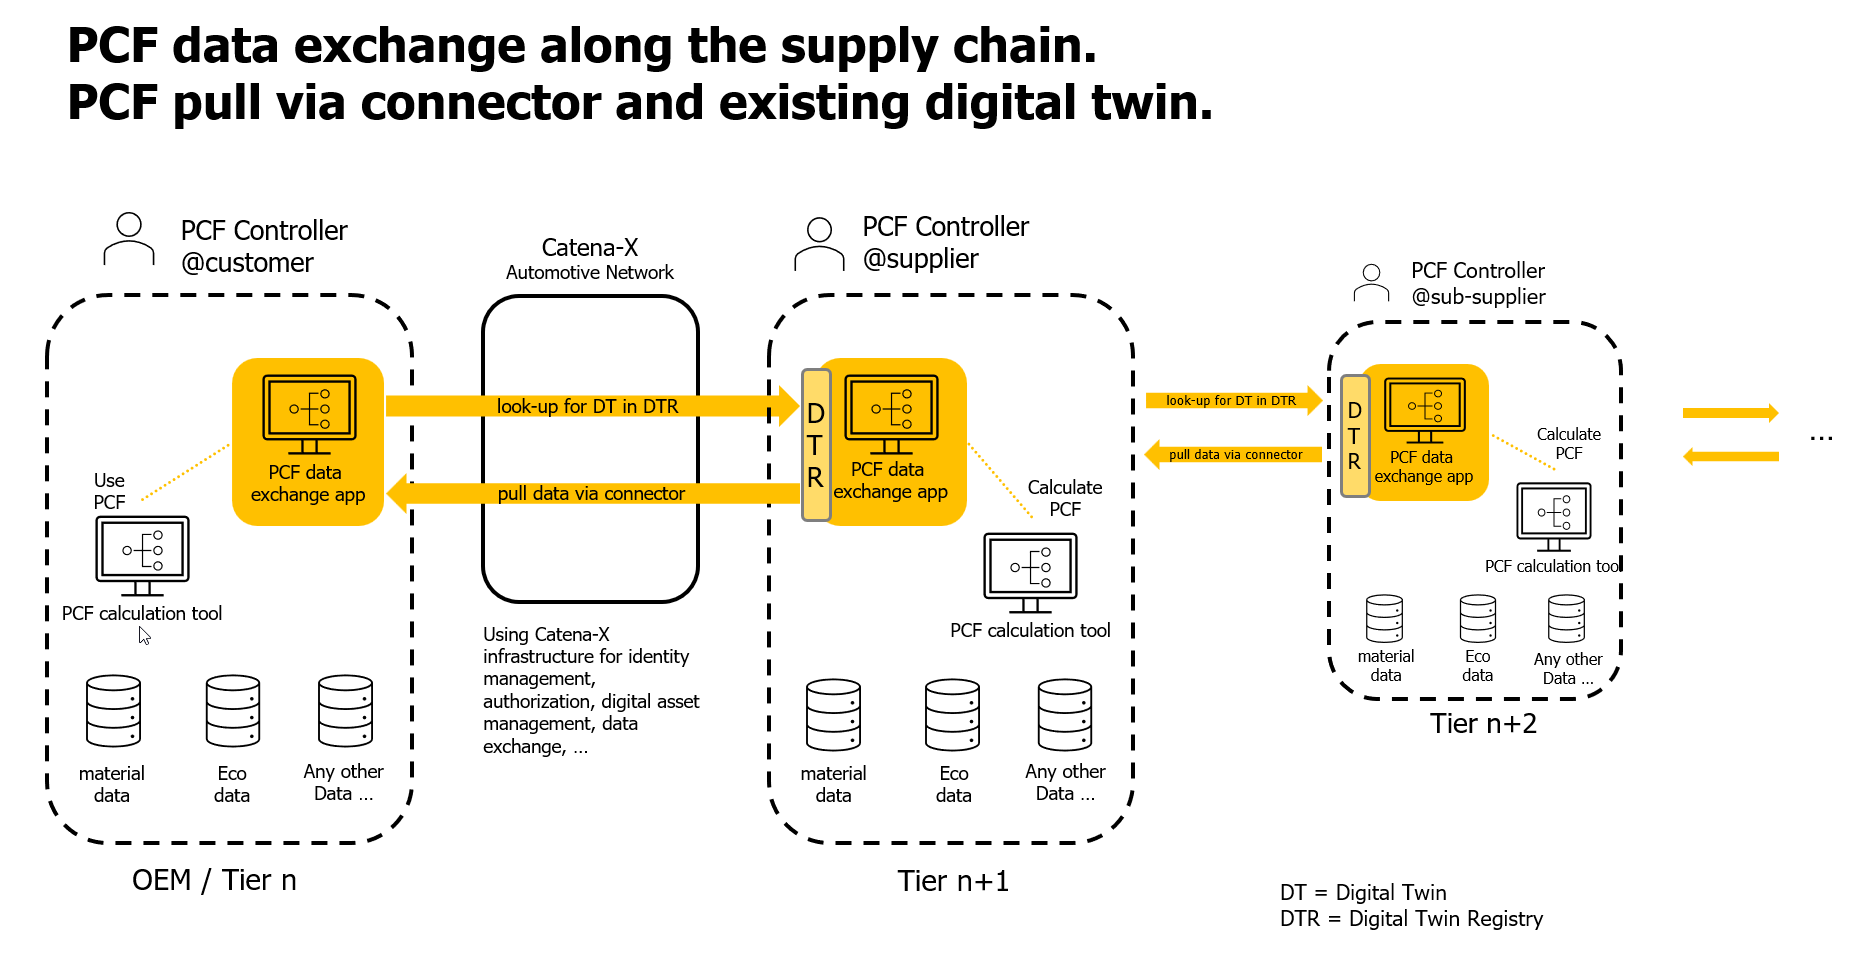 PCF data exchange along the supply chain.
PCF pull via connector and existing digital twin.
PCF Controller
@customer
Catena-X
Automotive Network
PCF Controller
@supplier
PCF Controller
@sub-supplier
look-up for DT in DTR
pull data via connector
PCF data
exchange app
Use
PCF
PCF calculation tool
material
data
Eco
data
Any other
Data ...
OEM / Tier n
Using Catena-X
infrastructure for identity
management,
authorization, digital asset
management, data
exchange, ...
D
T
R
PCF data
exchange app
Calculate
PCF
PCF calculation tool
material
data
Eco
data
Any other
Data ...
Tier n+1
look-up for DT in DTR
pull data via connector
D
T
R
PCF data
exchange app
Calculate
PCF
PCF calculation tool
material
data
Eco
data
Any other
Data ...
Tier n+2
...
DT = Digital Twin
DTR = Digital Twin Registry